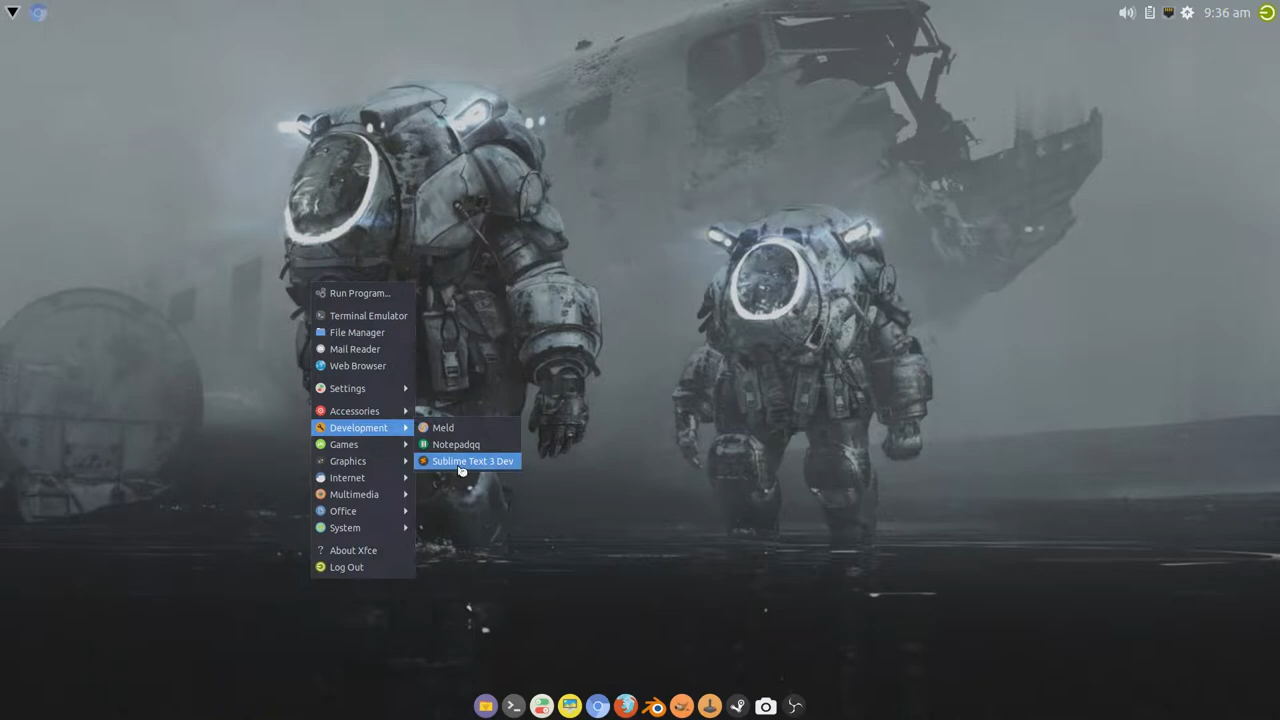 9:36 am
Run Program...
Terminal Emulator
File Manager
Mail Reader
Web Browser
Settings
Accessories
Development
Games
Graphics
Internet
Multimedia
Office
System
About Xfce
Log Out
Meld
Notepadqq
Sublime Text 3 Dev